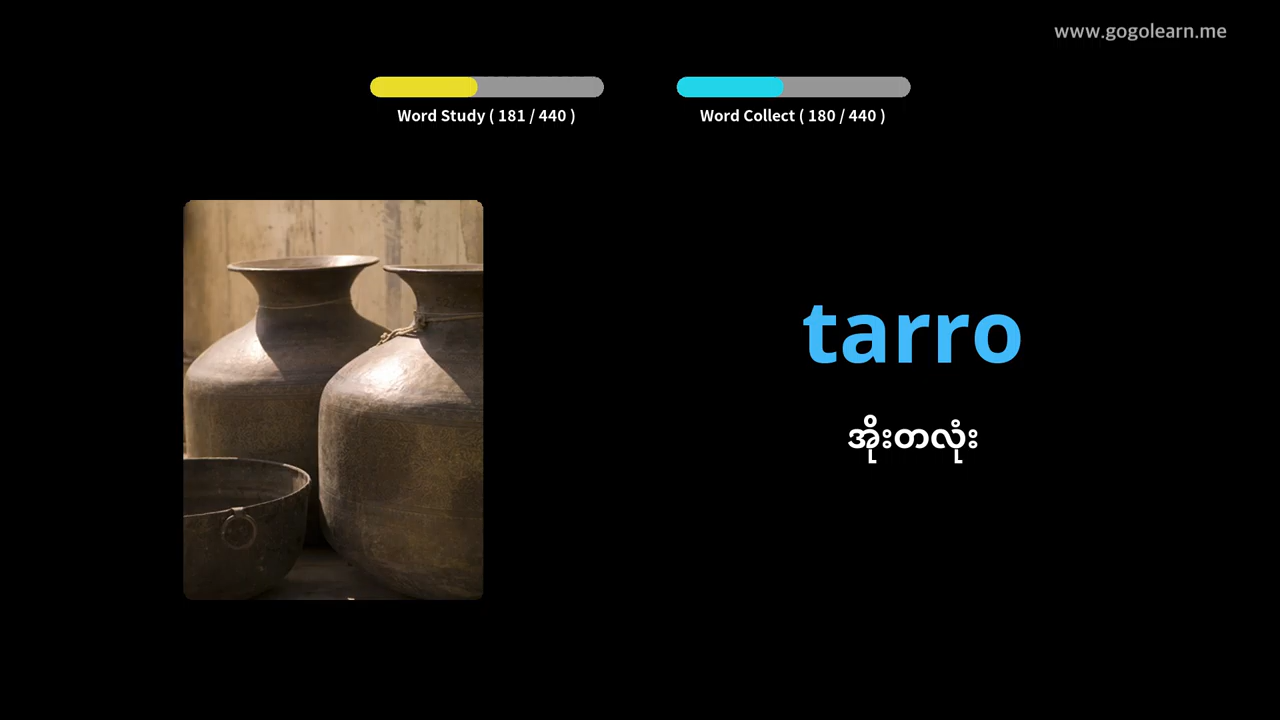 www.gogolearn.me
Word Study ( 181 / 440 )
Word Collect ( 180 / 440 )
tarro
အိုးတလုံး